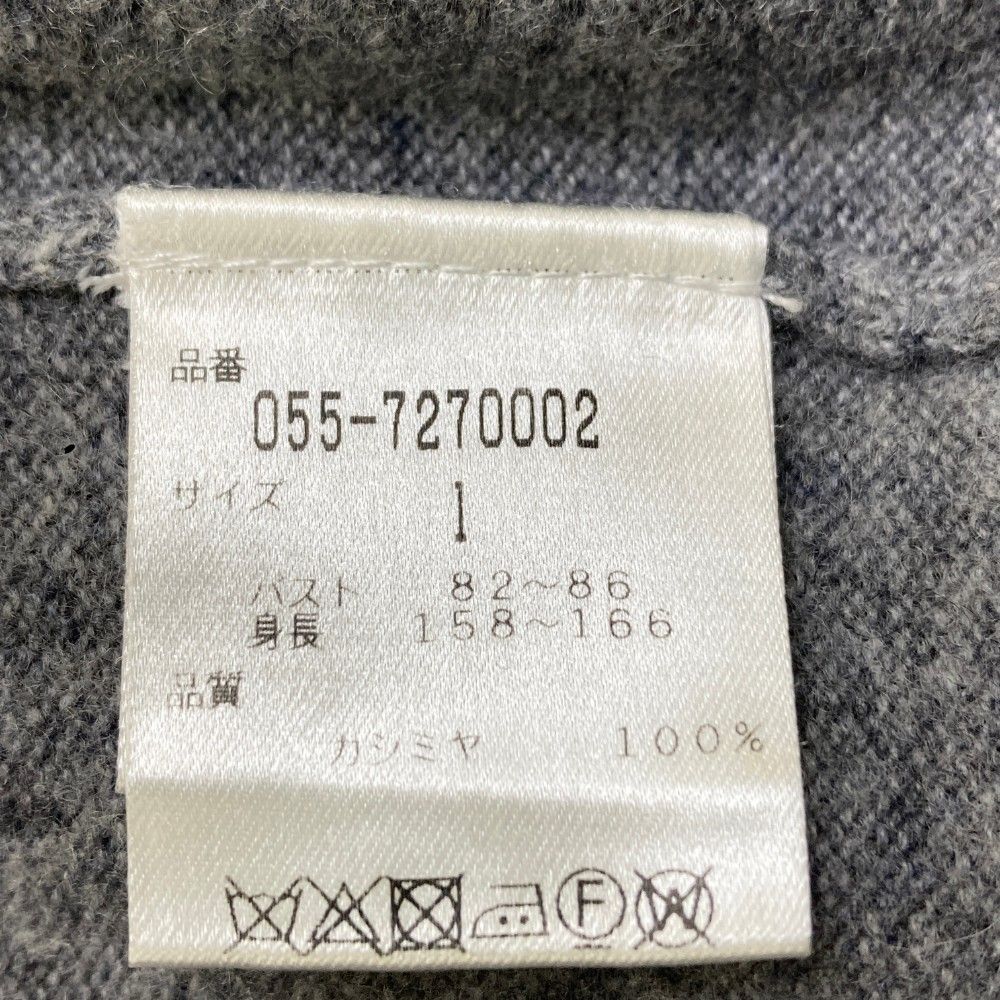 品番
055-7270002
サイズ
1
バスト 82～86
身長 158～166
品質
カシミヤ 100%
F
W